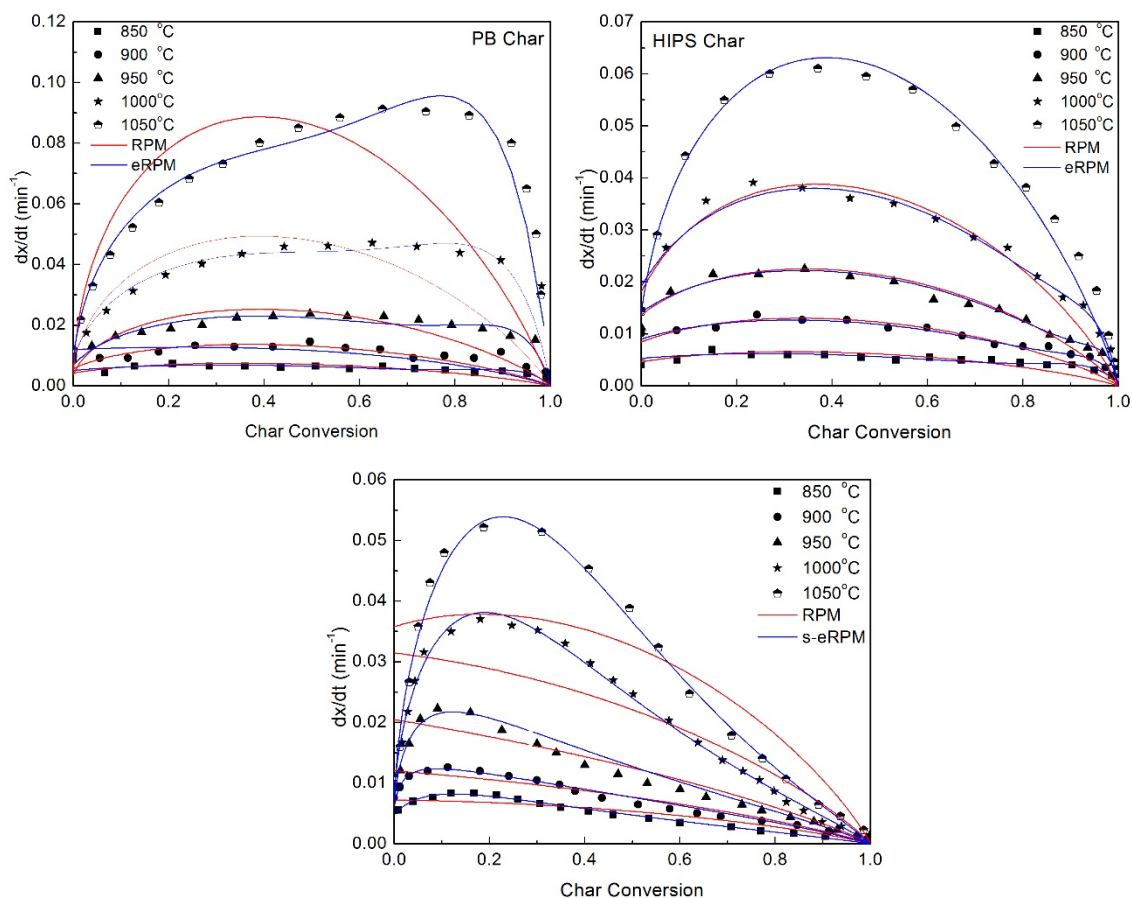 0.12
0.10
0.08
0.06
0.04
0.02
0.00
dx/dt (min⁻¹)
850 °C
900 °C
950 °C
1000°C
1050°C
RPM
eRPM
PB Char
0.0 0.2 0.4 0.6 0.8 1.0
Char Conversion
0.07
0.06
0.05
0.04
0.03
0.02
0.01
0.00
dx/dt (min⁻¹)
HIPS Char
850 °C
900 °C
950 °C
1000°C
1050°C
RPM
eRPM
0.0 0.2 0.4 0.6 0.8 1.0
Char Conversion
0.06
0.05
0.04
0.03
0.02
0.01
0.00
dx/dt (min⁻¹)
850 °C
900 °C
950 °C
1000°C
1050°C
RPM
s-eRPM
0.0 0.2 0.4 0.6 0.8 1.0
Char Conversion